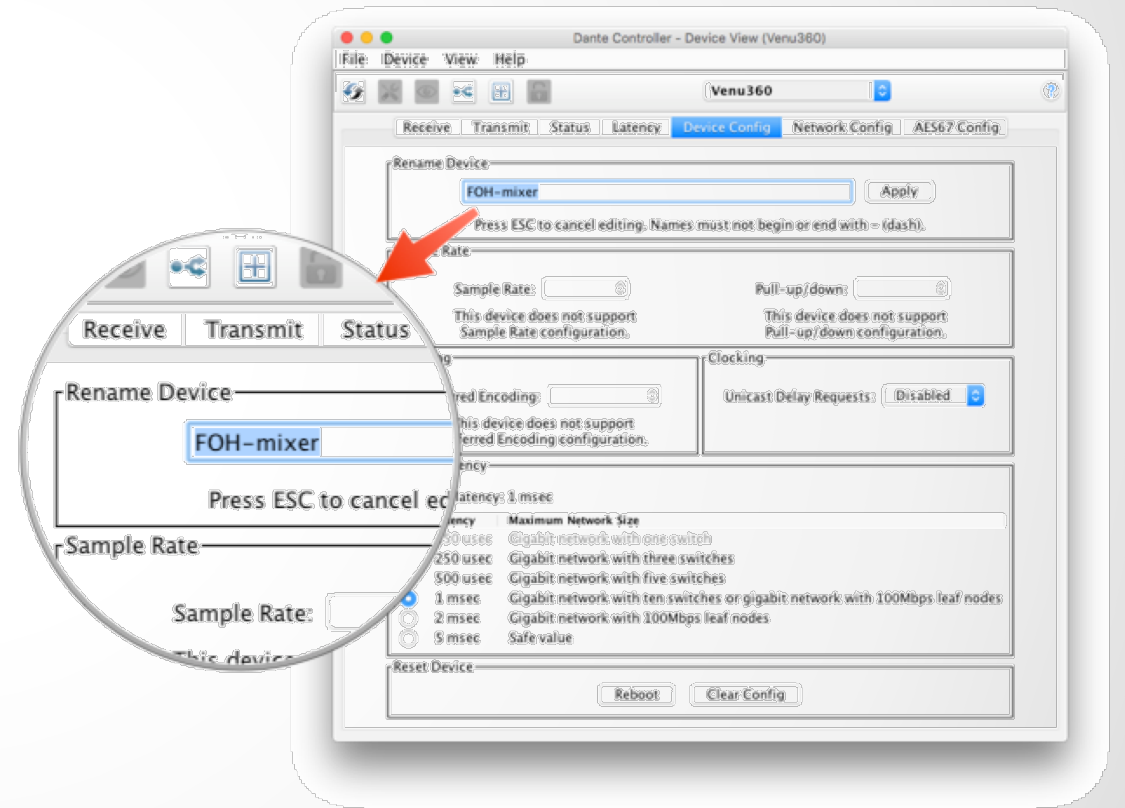 Dante Controller - Device View (Venu360)
File Device View Help
Venu360
Receive Transmit Status Latency Device Config Network Config AES67 Config
Rename Device
FOH-mixer Apply
Press ESC to cancel editing. Names must not begin or end with - (dash).
Rate
Sample Rate: Pull-up/down:
This device does not support This device does not support
Sample Rate configuration. Pull-up/down configuration.
Clocking
Encoding: Unicast Delay Requests: Disabled
device does not support
Encoding configuration.
latency: 1 msec
Maximum Network Size
usec Gigabit network with one switch
250 usec Gigabit network with three switches
500 usec Gigabit network with five switches
1 msec Gigabit network with ten switches or gigabit network with 100Mbps leaf nodes
2 msec Gigabit network with 100Mbps leaf nodes
5 msec Safe value
Reset Device
Reboot Clear Config
Receive Transmit Status
Rename Device
FOH-mixer
Press ESC to cancel ed
Sample Rate
Sample Rate:
This device